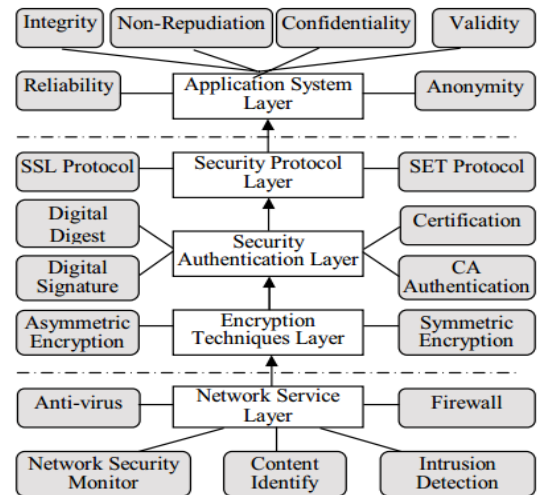 Integrity
Non-Repudiation
Confidentiality
Validity
Reliability
Application System
Layer
Anonymity
SSL Protocol
Security Protocol
Layer
SET Protocol
Digital
Digest
Certification
Security
Authentication Layer
Digital
Signature
CA
Authentication
Asymmetric
Encryption
Encryption
Techniques Layer
Symmetric
Encryption
Anti-virus
Network Service
Layer
Firewall
Network Security
Monitor
Content
Identify
Intrusion
Detection